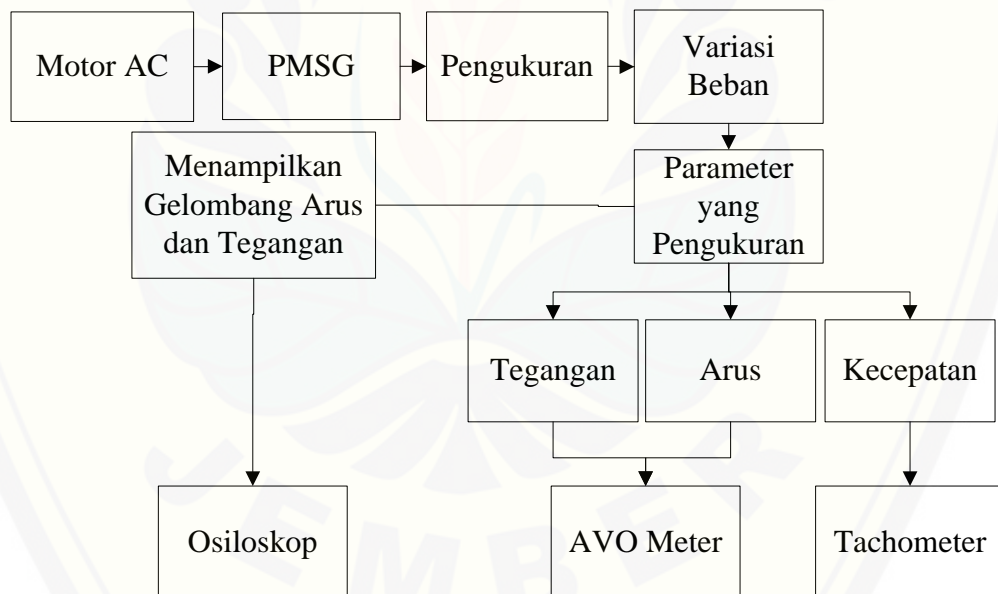 Motor AC
PMSG
Pengukuran
Variasi
Beban
Menampilkan
Gelombang Arus
dan Tegangan
Parameter
yang
Pengukuran
Tegangan
Arus
Kecepatan
Osiloskop
AVO Meter
Tachometer
JEMBER